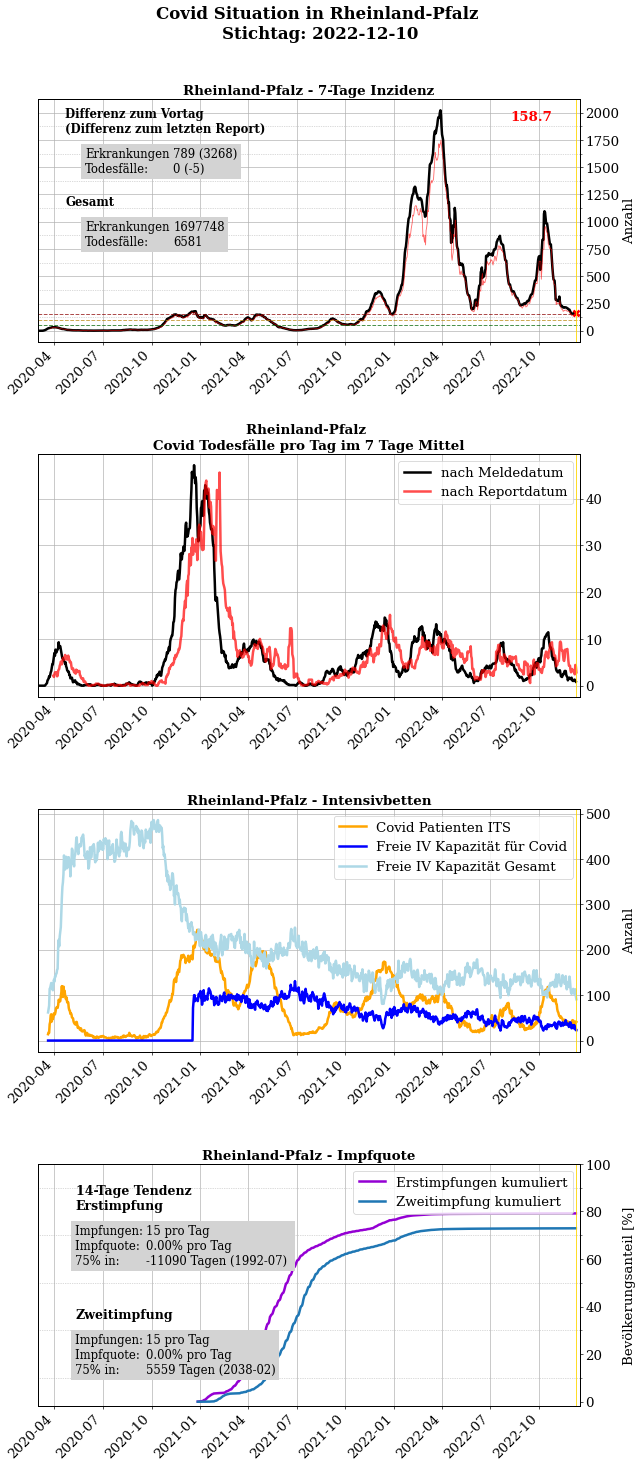 Covid Situation in Rheinland-Pfalz
Stichtag: 2022-12-10
Rheinland-Pfalz - 7-Tage Inzidenz
Differenz zum Vortag
(Differenz zum letzten Report)
Erkrankungen 789 (3268)
Todesfälle: 0 (-5)
Gesamt
Erkrankungen 1697748
Todesfälle: 6581
158.7
2000
1750
1500
1250
1000
750
500
250
0
Anzahl
2020-04
2020-07
2020-10
2021-01
2021-04
2021-07
2021-10
2022-01
2022-04
2022-07
2022-10
Rheinland-Pfalz
Covid Todesfälle pro Tag im 7 Tage Mittel
nach Meldedatum
nach Reportdatum
40
30
20
10
0
2020-04
2020-07
2020-10
2021-01
2021-04
2021-07
2021-10
2022-01
2022-04
2022-07
2022-10
Rheinland-Pfalz - Intensivbetten
Covid Patienten ITS
Freie IV Kapazität für Covid
Freie IV Kapazität Gesamt
500
400
300
200
100
0
Anzahl
2020-04
2020-07
2020-10
2021-01
2021-04
2021-07
2021-10
2022-01
2022-04
2022-07
2022-10
Rheinland-Pfalz - Impfquote
14-Tage Tendenz
Erstimpfung
Impfungen: 15 pro Tag
Impfquote: 0.00% pro Tag
75% in: -11090 Tagen (1992-07)
Zweitimpfung
Impfungen: 15 pro Tag
Impfquote: 0.00% pro Tag
75% in: 5559 Tagen (2038-02)
Erstimpfungen kumuliert
Zweitimpfung kumuliert
100
80
60
40
20
0
Bevölkerungsanteil [%]
2020-04
2020-07
2020-10
2021-01
2021-04
2021-07
2021-10
2022-01
2022-04
2022-07
2022-10